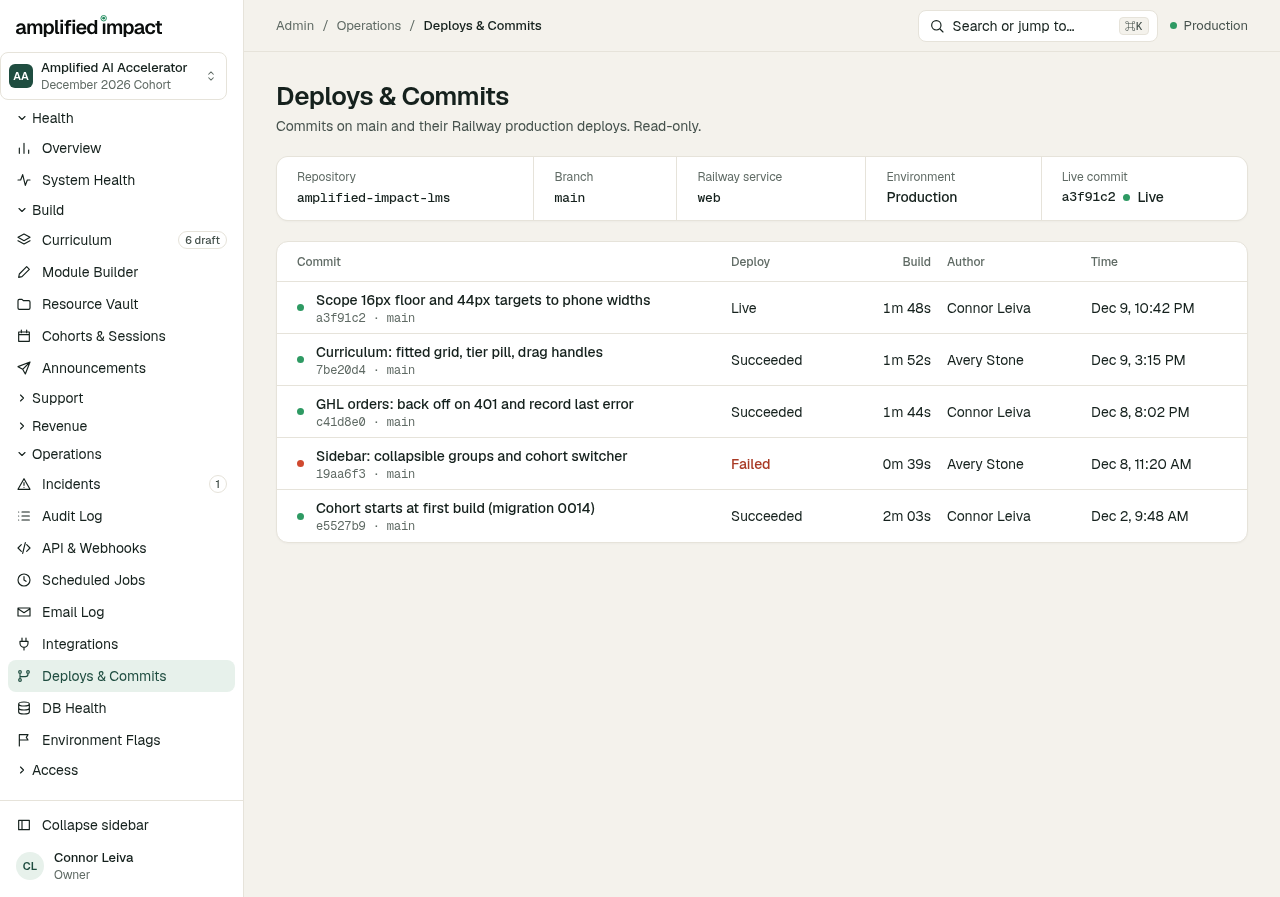 amplified impact
AA
Amplified AI Accelerator
December 2026 Cohort
Health
Overview
System Health
Build
Curriculum
6 draft
Module Builder
Resource Vault
Cohorts & Sessions
Announcements
Support
Revenue
Operations
Incidents
1
Audit Log
API & Webhooks
Scheduled Jobs
Email Log
Integrations
Deploys & Commits
DB Health
Environment Flags
Access
Collapse sidebar
CL
Connor Leiva
Owner
Admin / Operations / Deploys & Commits
Search or jump to…
⌘K
Production
Deploys & Commits
Commits on main and their Railway production deploys. Read-only.
Repository
amplified-impact-lms
Branch
main
Railway service
web
Environment
Production
Live commit
a3f91c2 Live
Commit Deploy Build Author Time
Scope 16px floor and 44px targets to phone widths
a3f91c2 · main
Live 1m 48s Connor Leiva Dec 9, 10:42 PM
Curriculum: fitted grid, tier pill, drag handles
7be20d4 · main
Succeeded 1m 52s Avery Stone Dec 9, 3:15 PM
GHL orders: back off on 401 and record last error
c41d8e0 · main
Succeeded 1m 44s Connor Leiva Dec 8, 8:02 PM
Sidebar: collapsible groups and cohort switcher
19aa6f3 · main
Failed 0m 39s Avery Stone Dec 8, 11:20 AM
Cohort starts at first build (migration 0014)
e5527b9 · main
Succeeded 2m 03s Connor Leiva Dec 2, 9:48 AM